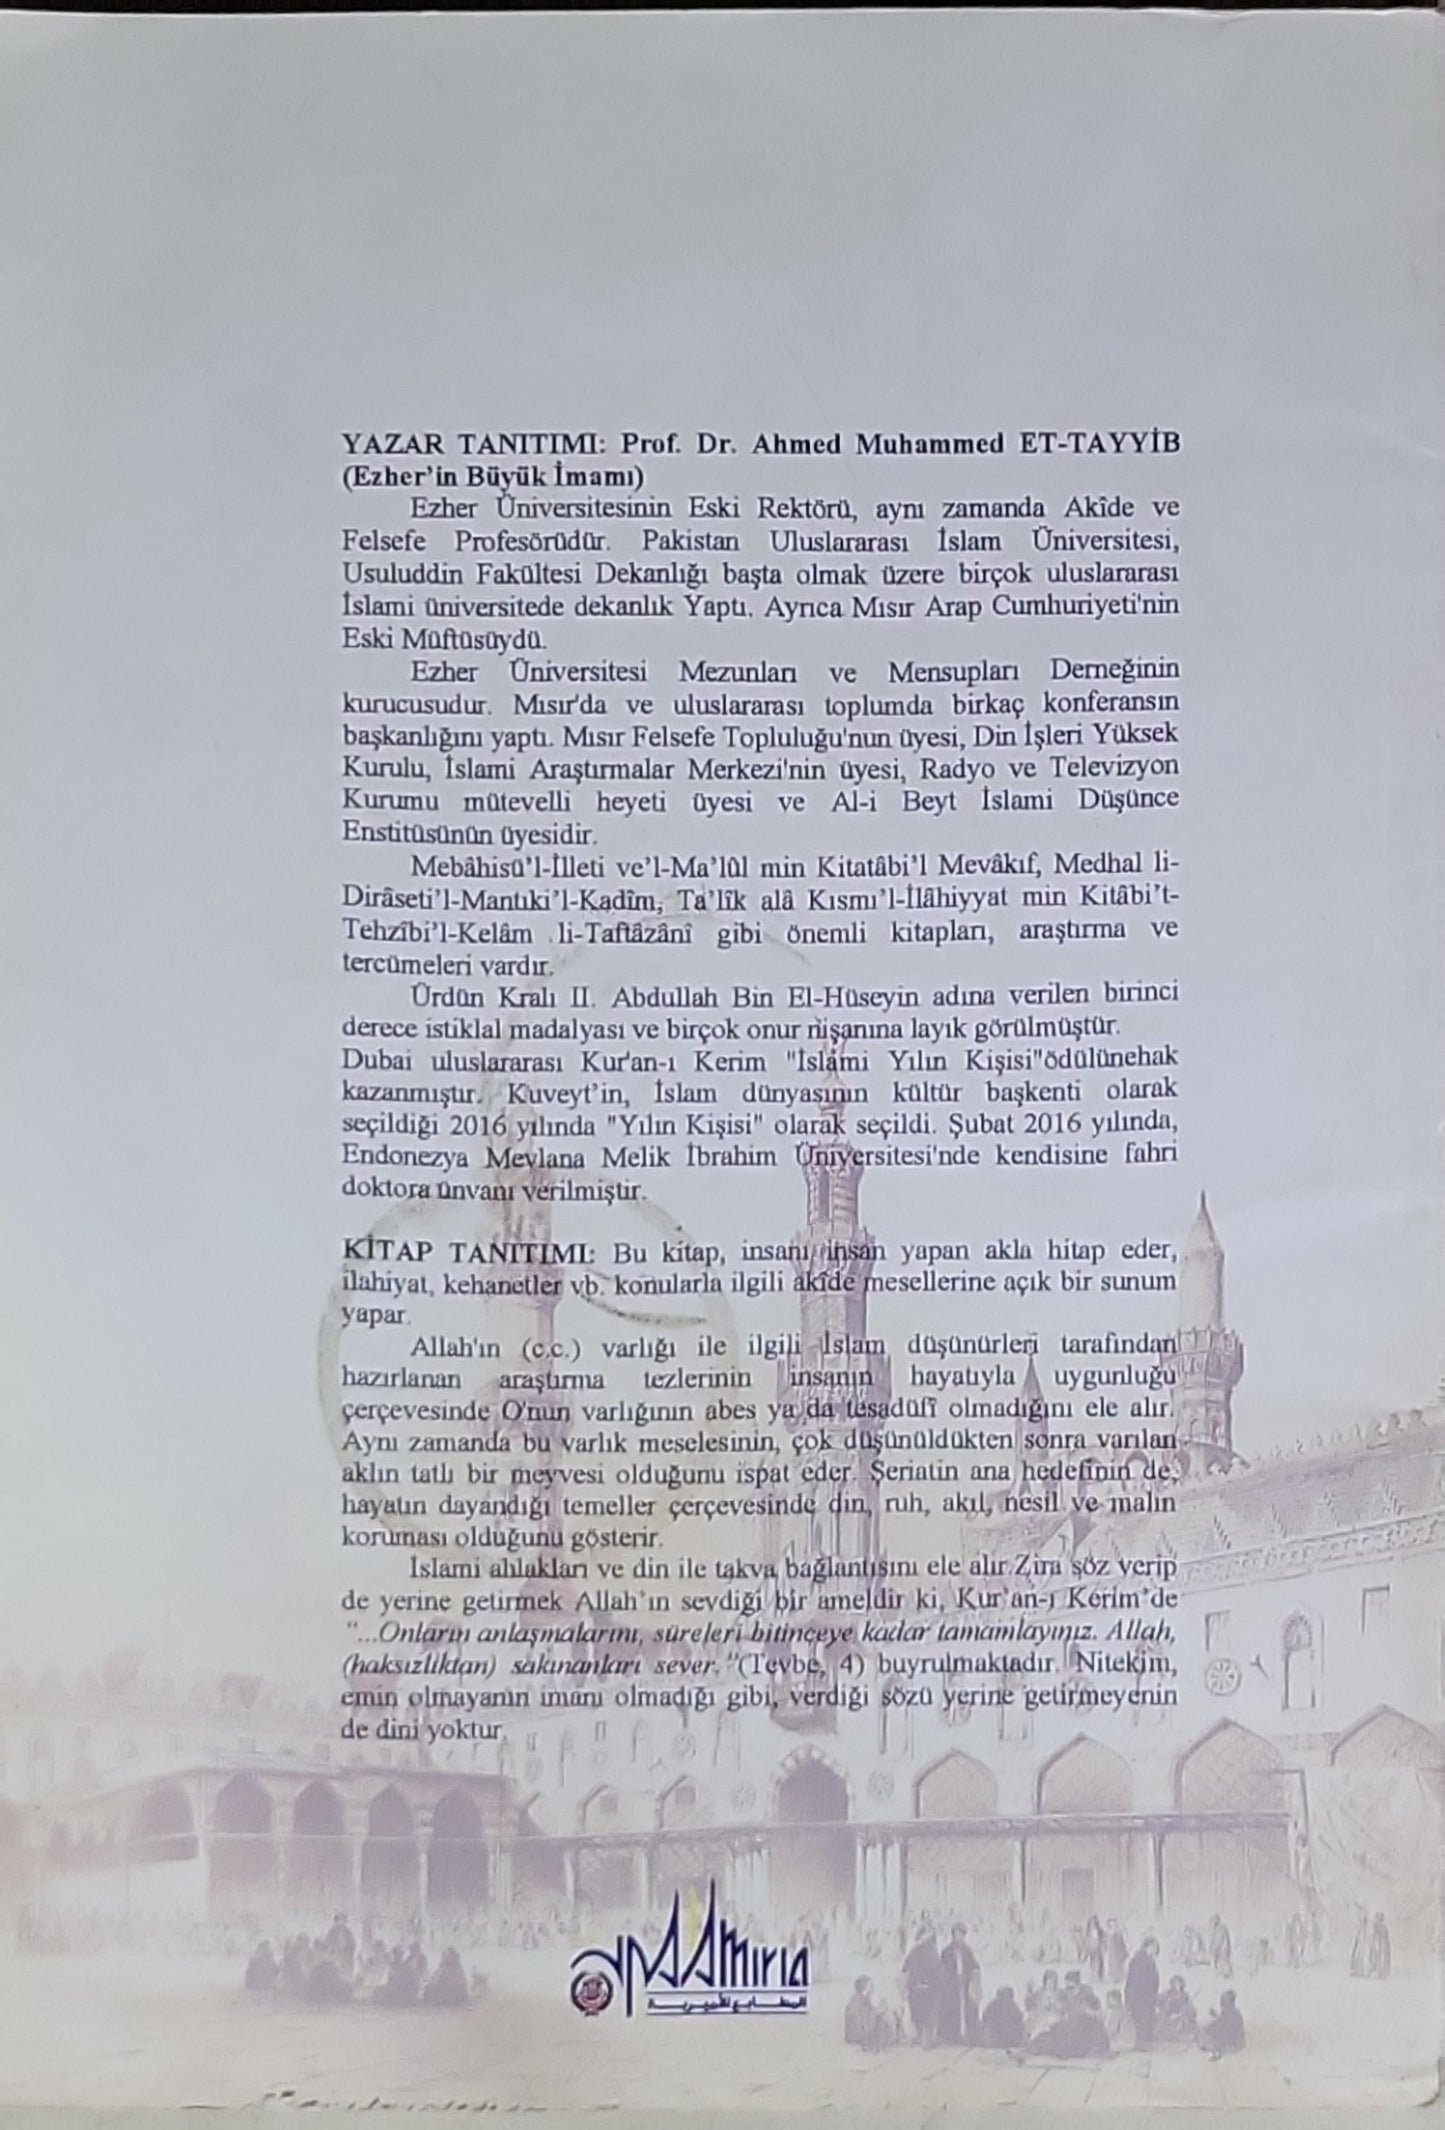 YAZAR TANITIMI: Prof. Dr. Ahmed Muhammed ET-TAYYİB
(Ezher’in Büyük İmamı)
Ezher Üniversitesinin Eski Rektörü, aynı zamanda Akîde ve
Felsefe Profesörüdür. Pakistan Uluslararası İslam Üniversitesi,
Usuluddin Fakültesi Dekanlığı başta olmak üzere birçok uluslararası
İslami üniversitede dekanlık Yaptı. Ayrıca Mısır Arap Cumhuriyeti'nin
Eski Müftüsüydü.
Ezher Üniversitesi Mezunları ve Mensupları Derneğinin
kurucusudur. Mısır'da ve uluslararası toplumda birkaç konferansın
başkanlığını yaptı. Mısır Felsefe Topluluğu'nun üyesi, Din İşleri Yüksek
Kurulu, İslami Araştırmalar Merkezi'nin üyesi, Radyo ve Televizyon
Kurumu mütevelli heyeti üyesi ve Al-i Beyt İslami Düşünce
Enstitüsünün üyesidir.
Mebâhisü’l-İlleti ve’l-Ma’lûl min Kitatâbi’l Mevâkıf, Medhal li-
Dirâseti’l-Mantıki’l-Kadîm, Ta’lîk alâ Kısmı’l-İlâhiyyat min Kitâbi’t-
Tehzîbi’l-Kelâm li-Taftâzânî gibi önemli kitapları, araştırma ve
tercümeleri vardır.
Ürdün Kralı II. Abdullah Bin El-Hüseyin adına verilen birinci
derece istiklal madalyası ve birçok onur nişanına layık görülmüştür.
Dubai uluslararası Kur'an-ı Kerim "İslâmi Yılın Kişisi"ödülünehak
kazanmıştır. Kuveyt’in, İslam dünyasının kültür başkenti olarak
seçildiği 2016 yılında "Yılın Kişisi" olarak seçildi. Şubat 2016 yılında,
Endonezya Mevlana Melik İbrahim Üniversitesi'nde kendisine fahri
doktora ünvanı verilmiştir.
KİTAP TANITIMI: Bu kitap, insanı insan yapan akla hitap eder,
ilahiyat, kehanetler vb. konularla ilgili akîde mesellerine açık bir sunum
yapar.
Allah'ın (c.c.) varlığı ile ilgili İslam düşünürleri tarafından
hazırlanan araştırma tezlerinin insanın hayatıyla uygunluğu
çerçevesinde O'nun varlığının abes ya da tesadüfî olmadığını ele alır.
Aynı zamanda bu varlık meselesinin, çok düşünüldükten sonra varılan
aklın tatlı bir meyvesi olduğunu ispat eder. Şeriatin ana hedefinin de,
hayatın dayandığı temeller çerçevesinde din, ruh, akıl, nesil ve malın
koruması olduğunu gösterir.
İslami ahlakları ve din ile takva bağlantısını ele alır.Zira söz verip
de yerine getirmek Allah’ın sevdiği bir ameldir ki, Kur’an-ı Kerim’de
“...Onların anlaşmalarını, süreleri bitinceye kadar tamamlayınız. Allah,
(haksızlıktan) sakınanları sever.”(Tevbe, 4) buyrulmaktadır. Nitekim,
emin olmayanın imanı olmadığı gibi, verdiği sözü yerine getirmeyenin
de dini yoktur.
Amiria
المطابع الأميرية